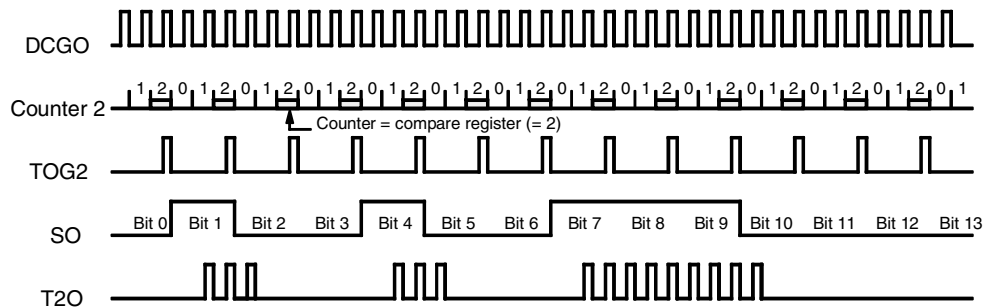 DCGO
1 2 0 1 2 0 1 2 0 1 2 0 1 2 0 1 2 0 1 2 0 1 2 0 1 2 0 1 2 0 1 2 0 1 2 0 1 2 0 1
Counter 2
Counter = compare register (= 2)
TOG2
Bit 0 Bit 1 Bit 2 Bit 3 Bit 4 Bit 5 Bit 6 Bit 7 Bit 8 Bit 9 Bit 10 Bit 11 Bit 12 Bit 13
SO
T2O